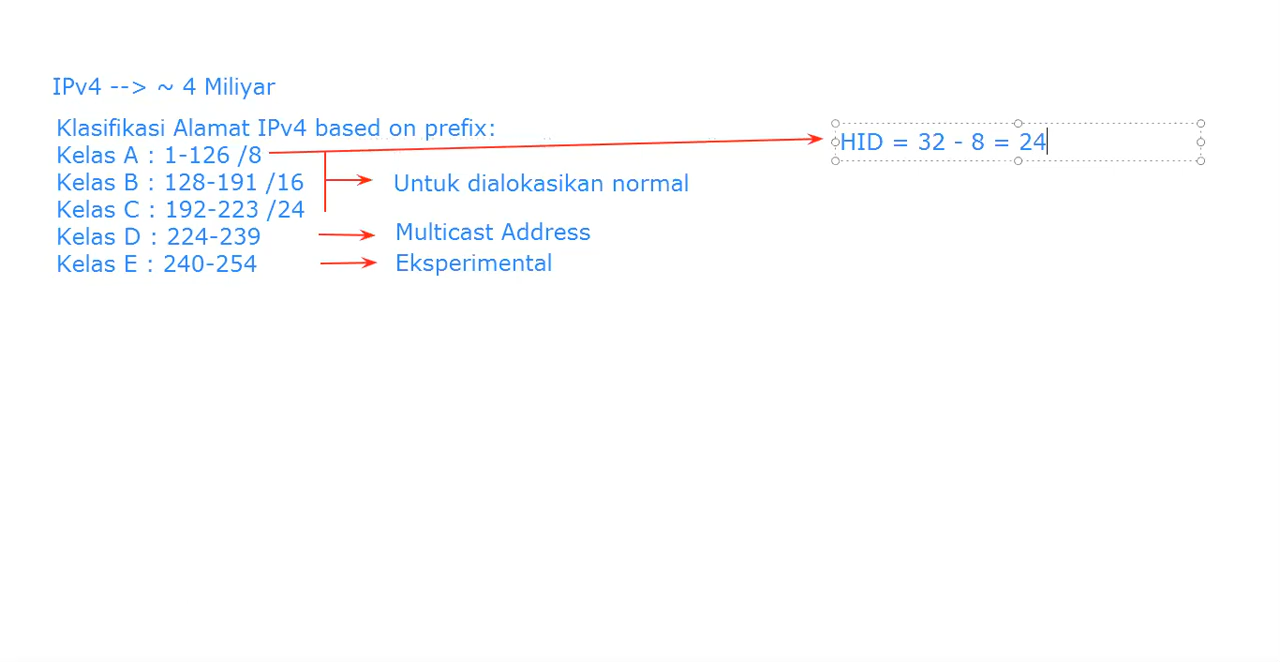 IPv4 --> ~ 4 Miliyar
Klasifikasi Alamat IPv4 based on prefix:
Kelas A : 1-126 /8
HID = 32 - 8 = 24
Kelas B : 128-191 /16
Untuk dialokasikan normal
Kelas C : 192-223 /24
Kelas D : 224-239
Multicast Address
Kelas E : 240-254
Eksperimental